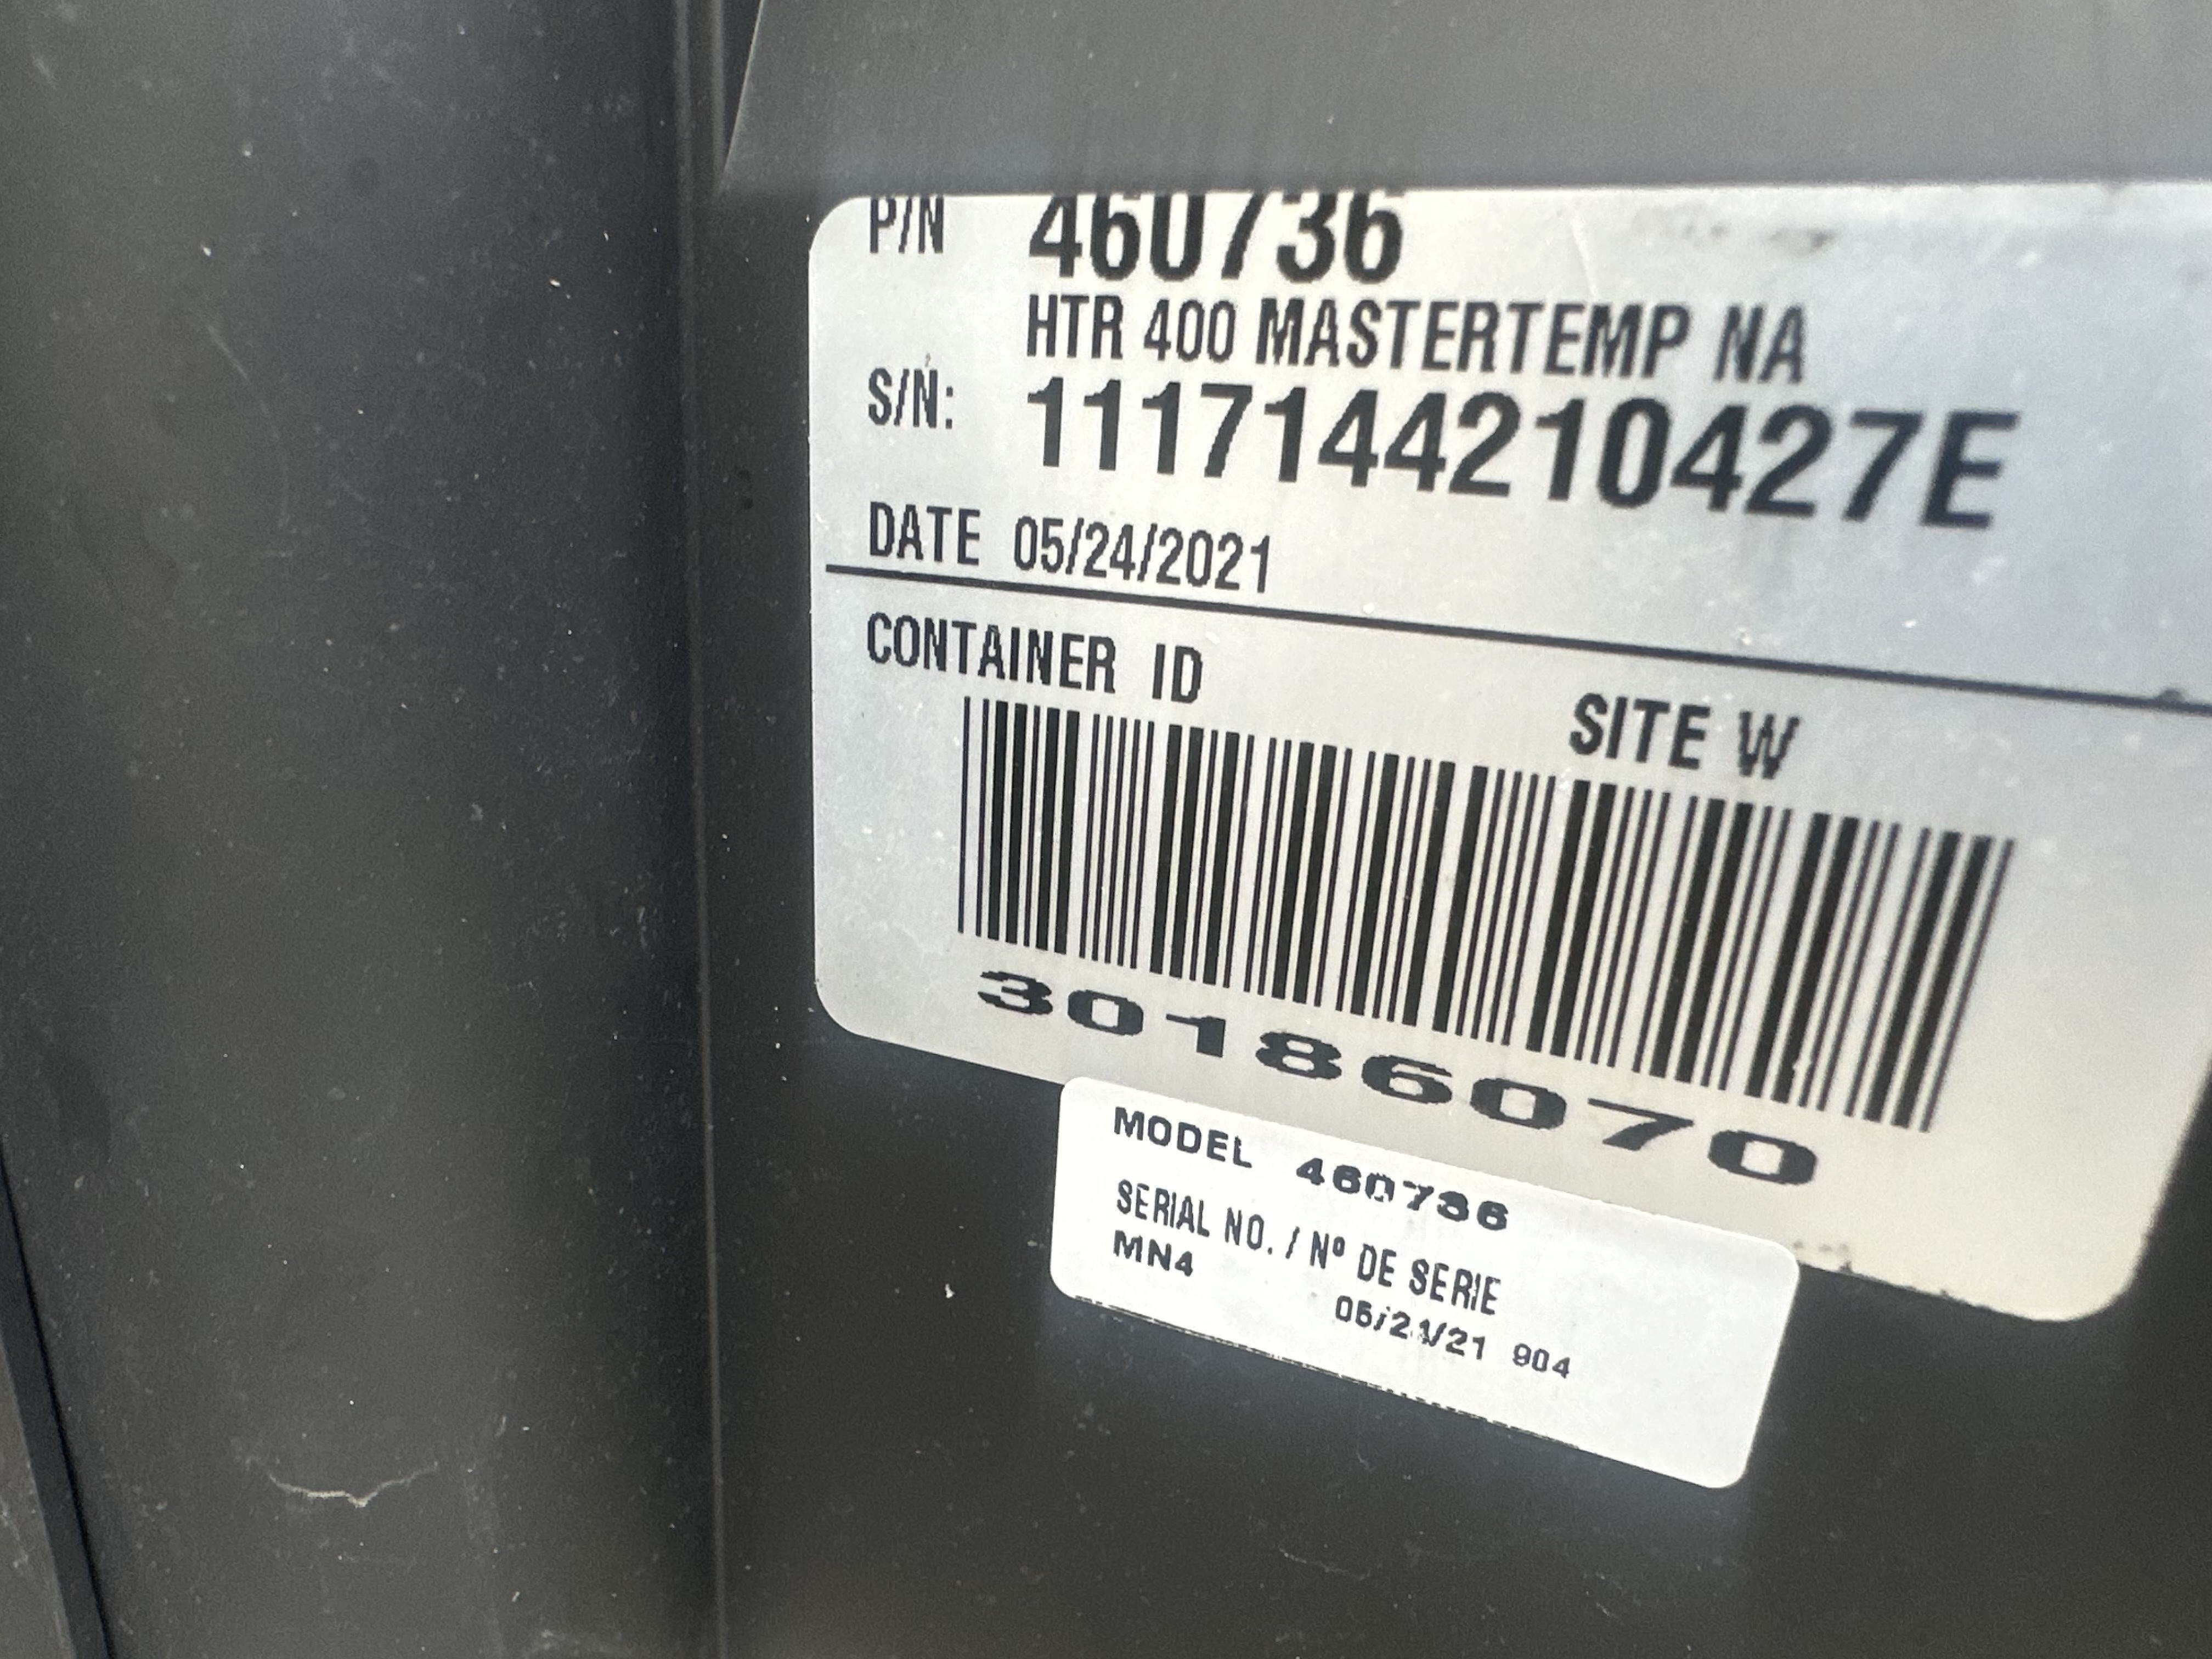 P/N 460736
HTR 400 MASTERTEMP NA
S/N: 1117144210427E
DATE 05/24/2021
CONTAINER ID
SITE W
30186070
MODEL 460736
SERIAL NO. / Nº DE SERIE
MN4
05/21/21 904